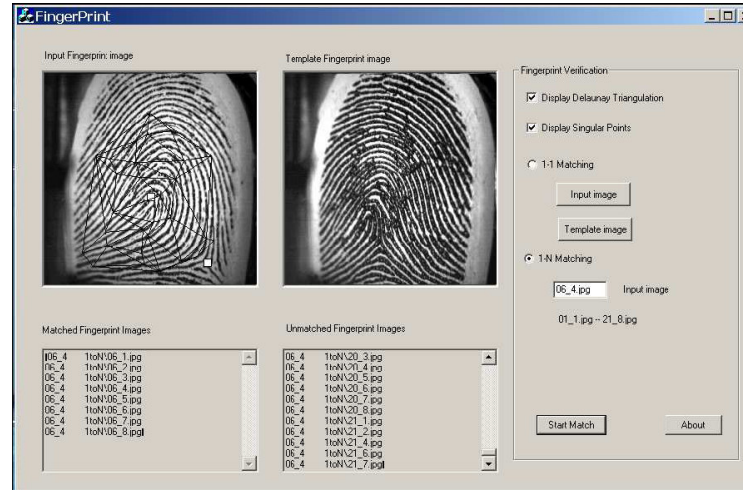 FingerPrint
Input Fingerprin: image
Template Fingerprint image
Fingerprint Verification
Display Delaunay Triangulation
Display Singular Points
1-1 Matching
Input image
Template image
1-N Matching
06_4.jpg Input image
01_1.jpg -- 21_8.jpg
Matched Fingerprint Images
Unmatched Fingerprint Images
06_4 1toN\06_1.jpg
06_4 1toN\06_2.jpg
06_4 1toN\06_3.jpg
06_4 1toN\06_4.jpg
06_4 1toN\06_5.jpg
06_4 1toN\06_6.jpg
06_4 1toN\06_7.jpg
06_4 1toN\06_8.jpg
06_4 1toN\20_3.jpg
06_4 1toN\20_4.jpg
06_4 1toN\20_5.jpg
06_4 1toN\20_6.jpg
06_4 1toN\20_7.jpg
06_4 1toN\20_8.jpg
06_4 1toN\21_1.jpg
06_4 1toN\21_2.jpg
06_4 1toN\21_4.jpg
06_4 1toN\21_6.jpg
06_4 1toN\21_7.jpg
Start Match
About